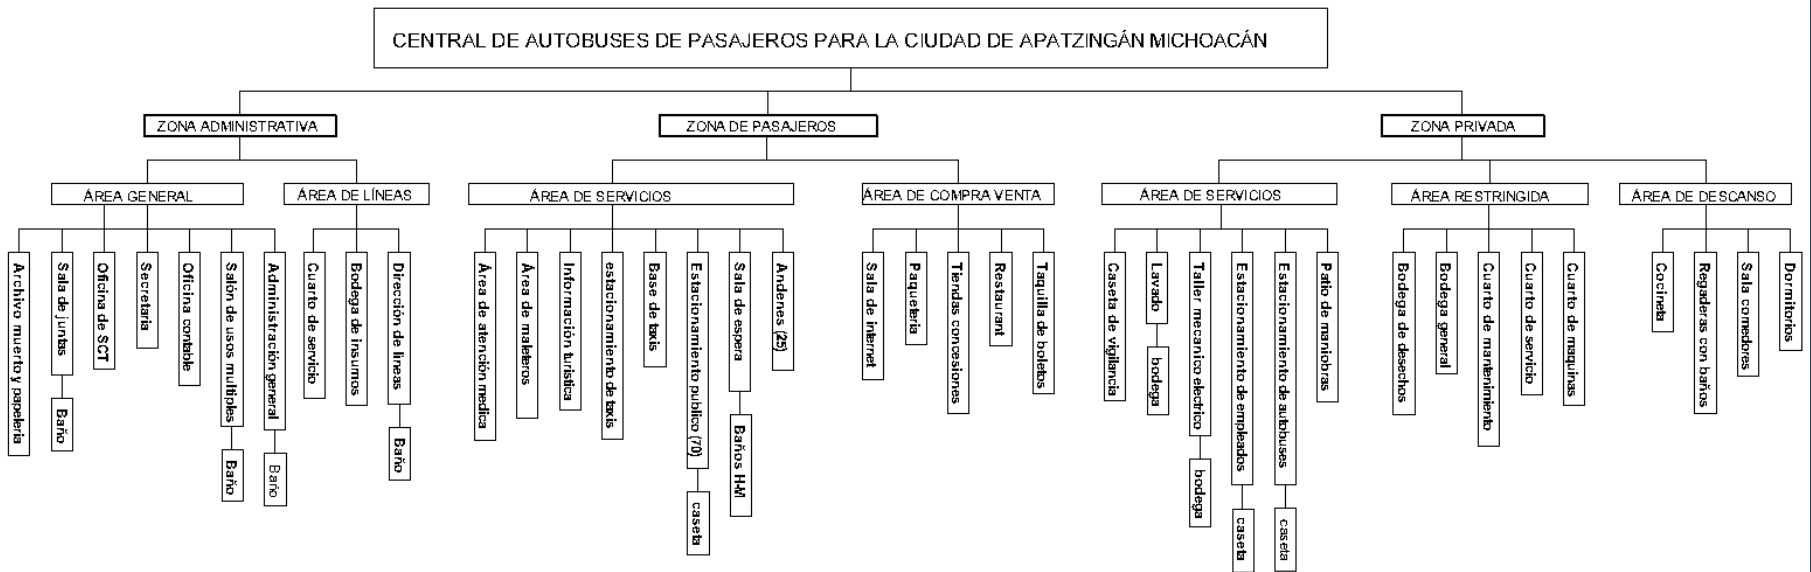 CENTRAL DE AUTOBUSES DE PASAJEROS PARA LA CIUDAD DE APATZINGÁN MICHOACÁN
ZONA ADMINISTRATIVA
ZONA DE PASAJEROS
ZONA PRIVADA
ÁREA GENERAL
ÁREA DE LÍNEAS
ÁREA DE SERVICIOS
ÁREA DE COMPRA VENTA
ÁREA DE SERVICIOS
ÁREA RESTRINGIDA
ÁREA DE DESCANSO
Archivo muerto y papeleria
Sala de juntas
Baño
Oficina de SCT
Secretaria
Oficina contable
Salón de usos multiples
Baño
Administración general
Baño
Cuarto de servicio
Bodega de insumos
Dirección de lineas
Baño
Área de atención medica
Área de maleteros
Información turistica
estacionamiento de taxis
Base de taxis
Estacionamiento publico (70)
caseta
Sala de espera
Baños H-M
Andenes (25)
Sala de internet
Paqueteria
Tiendas concesiones
Restaurant
Taquilla de boletos
Caseta de vigilancia
Lavado
bodega
Taller mecanico electrico
bodega
Estacionamiento de empleados
caseta
Estacionamiento de autobuses
caseta
Patio de maniobras
Bodega de desechos
Bodega general
Cuarto de mantenimiento
Cuarto de servicio
Cuarto de maquinas
Cocineta
Regaderas con baños
Sala comedores
Dormitorios